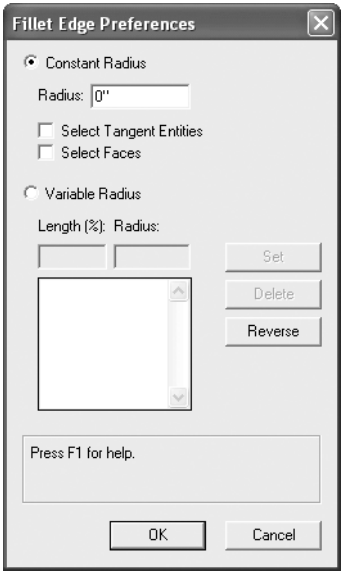 Fillet Edge Preferences
Constant Radius
Radius: 0"
Select Tangent Entities
Select Faces
Variable Radius
Length (%): Radius:
Set
Delete
Reverse
Press F1 for help.
OK Cancel